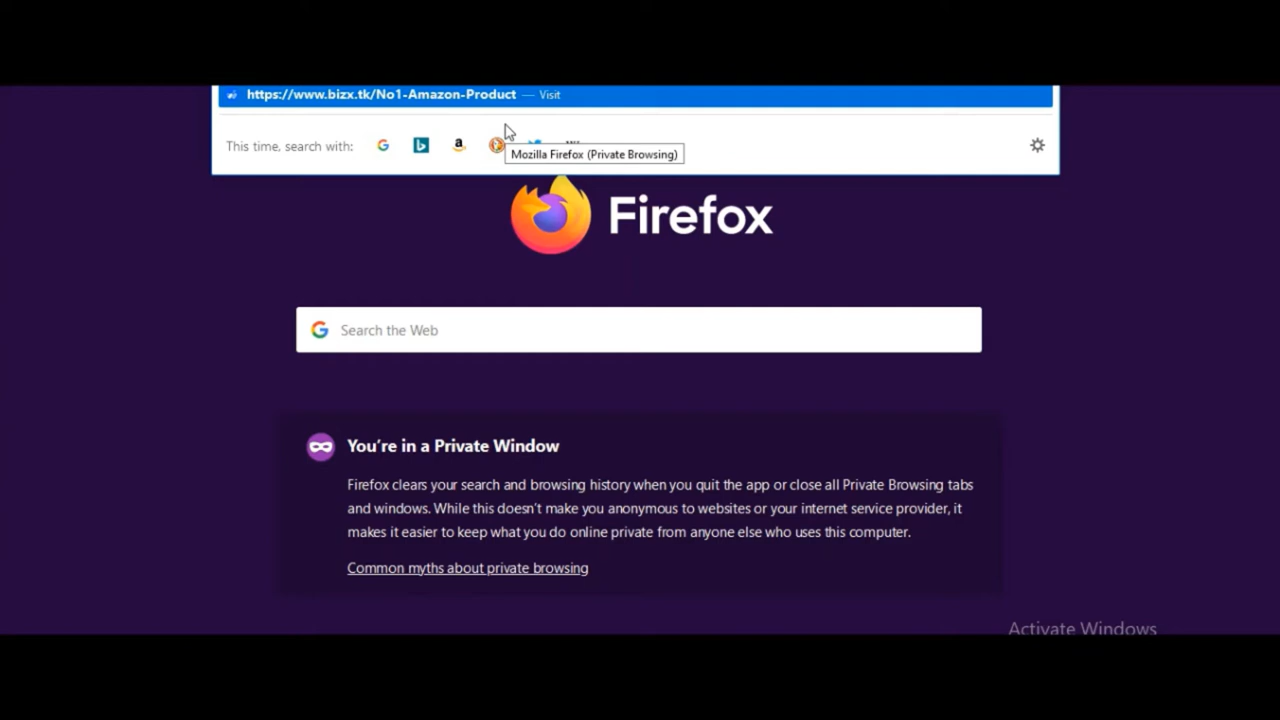 https://www.bizx.tk/No1-Amazon-Product — Visit
This time, search with:
Mozilla Firefox (Private Browsing)
Firefox
Search the Web
You're in a Private Window
Firefox clears your search and browsing history when you quit the app or close all Private Browsing tabs
and windows. While this doesn't make you anonymous to websites or your internet service provider, it
makes it easier to keep what you do online private from anyone else who uses this computer.
Common myths about private browsing
Activate Windows